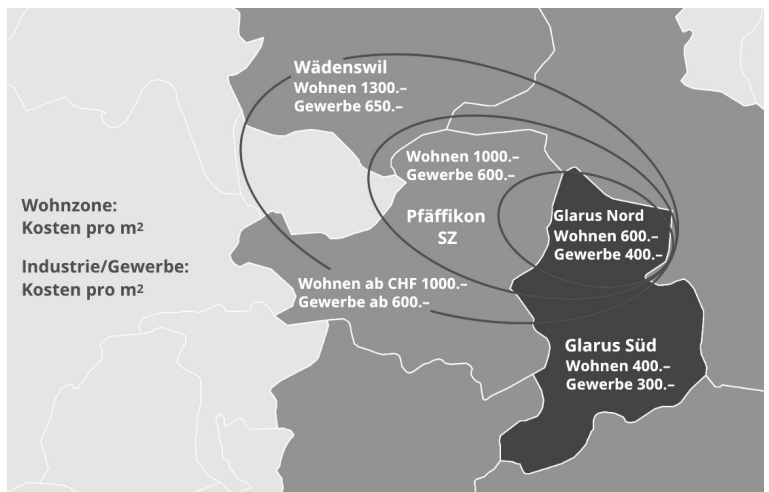 Wädenswil
Wohnen 1300.–
Gewerbe 650.–
Wohnen 1000.–
Gewerbe 600.–
Pfäffikon
SZ
Wohnzone:
Kosten pro m²
Industrie/Gewerbe:
Kosten pro m²
Glarus Nord
Wohnen 600.–
Gewerbe 400.–
Wohnen ab CHF 1000.–
Gewerbe ab 600.–
Glarus Süd
Wohnen 400.–
Gewerbe 300.–